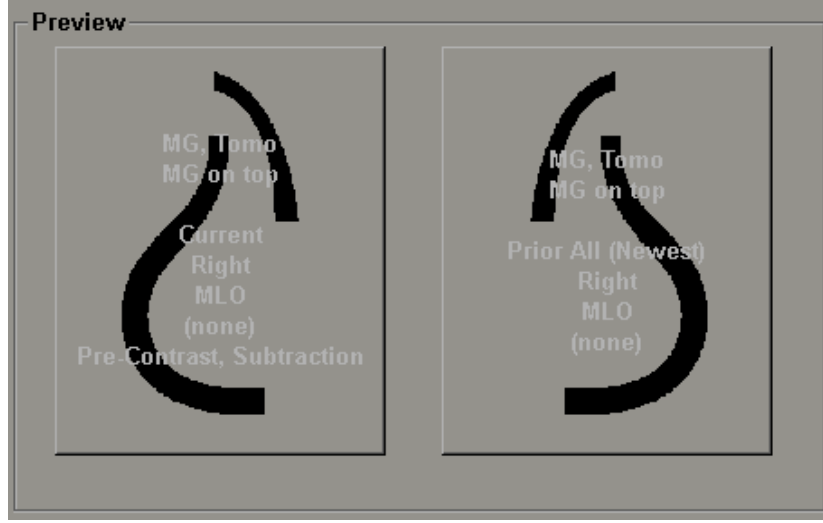 Preview
MG, Tomo
MG on top
Current
Right
MLO
(none)
Pre-Contrast, Subtraction
MG, Tomo
MG on top
Prior All (Newest)
Right
MLO
(none)